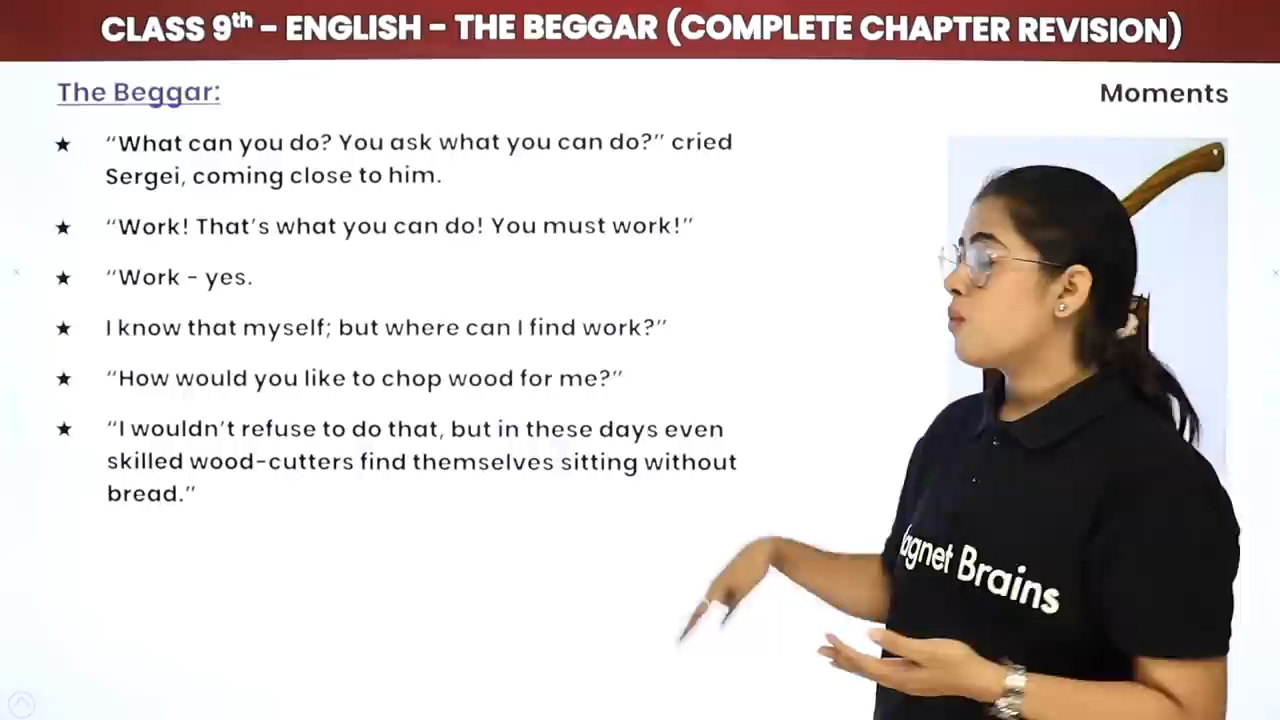 CLASS 9th – ENGLISH – THE BEGGAR (COMPLETE CHAPTER REVISION)
The Beggar:
Moments
★ “What can you do? You ask what you can do?” cried
Sergei, coming close to him.
★ “Work! That’s what you can do! You must work!”
★ “Work – yes.
★ I know that myself; but where can I find work?”
★ “How would you like to chop wood for me?”
★ “I wouldn’t refuse to do that, but in these days even
skilled wood-cutters find themselves sitting without
bread.”
agnet Brains